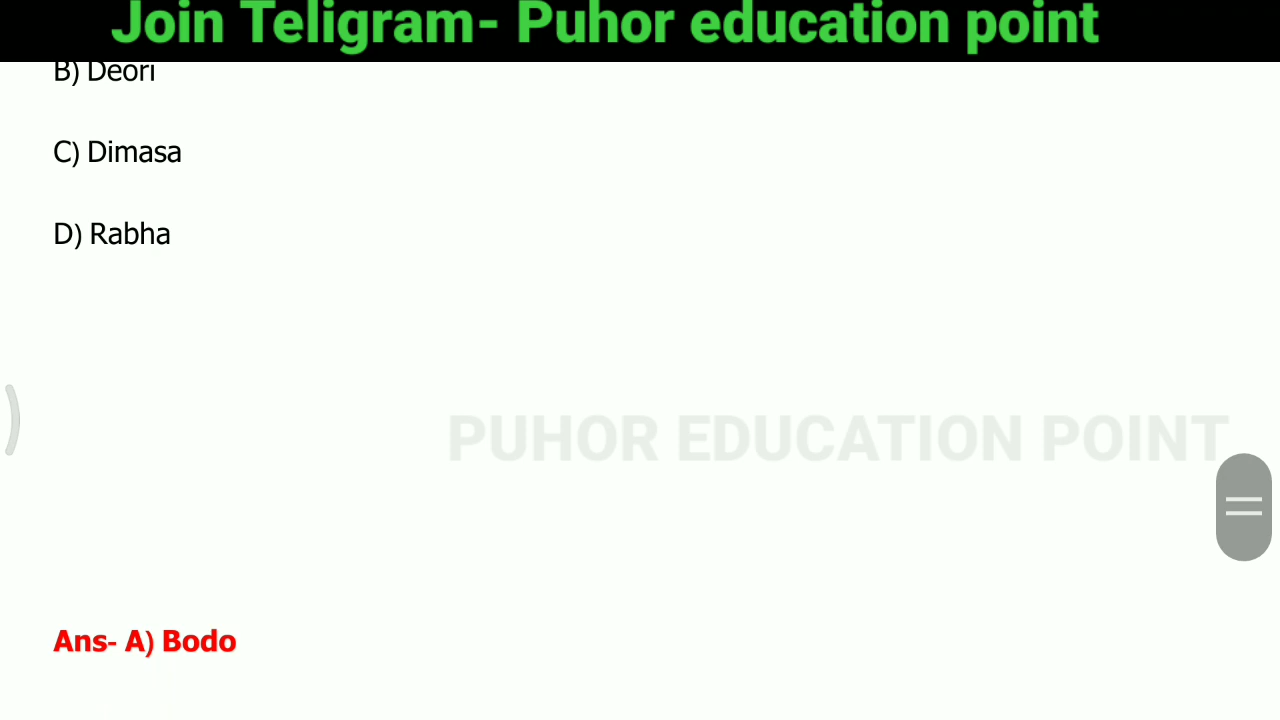 Join Teligram- Puhor education point
B) Deori
C) Dimasa
D) Rabha
PUHOR EDUCATION POINT
Ans- A) Bodo